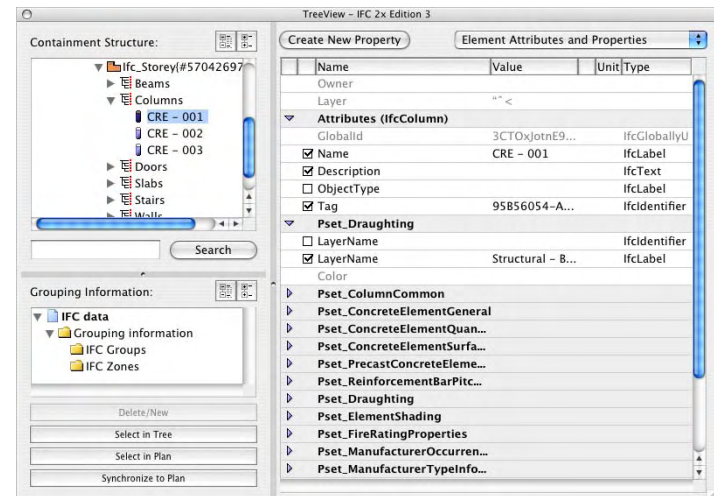 TreeView - IFC 2x Edition 3
Containment Structure:
Ifc_Storey(#57042697
Beams
Columns
CRE - 001
CRE - 002
CRE - 003
Doors
Slabs
Stairs
Walls
Search
Grouping Information:
IFC data
Grouping information
IFC Groups
IFC Zones
Delete/New
Select in Tree
Select in Plan
Synchronize to Plan
Create New Property
Element Attributes and Properties
Name Value Unit Type
Owner
Layer "˜<
Attributes (IfcColumn)
GlobalId 3CTOxJotnE9... IfcGloballyU
Name CRE - 001 IfcLabel
Description IfcText
ObjectType IfcLabel
Tag 95B56054-A... IfcIdentifier
Pset_Draughting
LayerName IfcIdentifier
LayerName Structural - B... IfcLabel
Color
Pset_ColumnCommon
Pset_ConcreteElementGeneral
Pset_ConcreteElementQuan...
Pset_ConcreteElementSurfa...
Pset_PrecastConcreteEleme...
Pset_ReinforcementBarPitc...
Pset_Draughting
Pset_ElementShading
Pset_FireRatingProperties
Pset_ManufacturerOccurren...
Pset_ManufacturerTypeInfo...